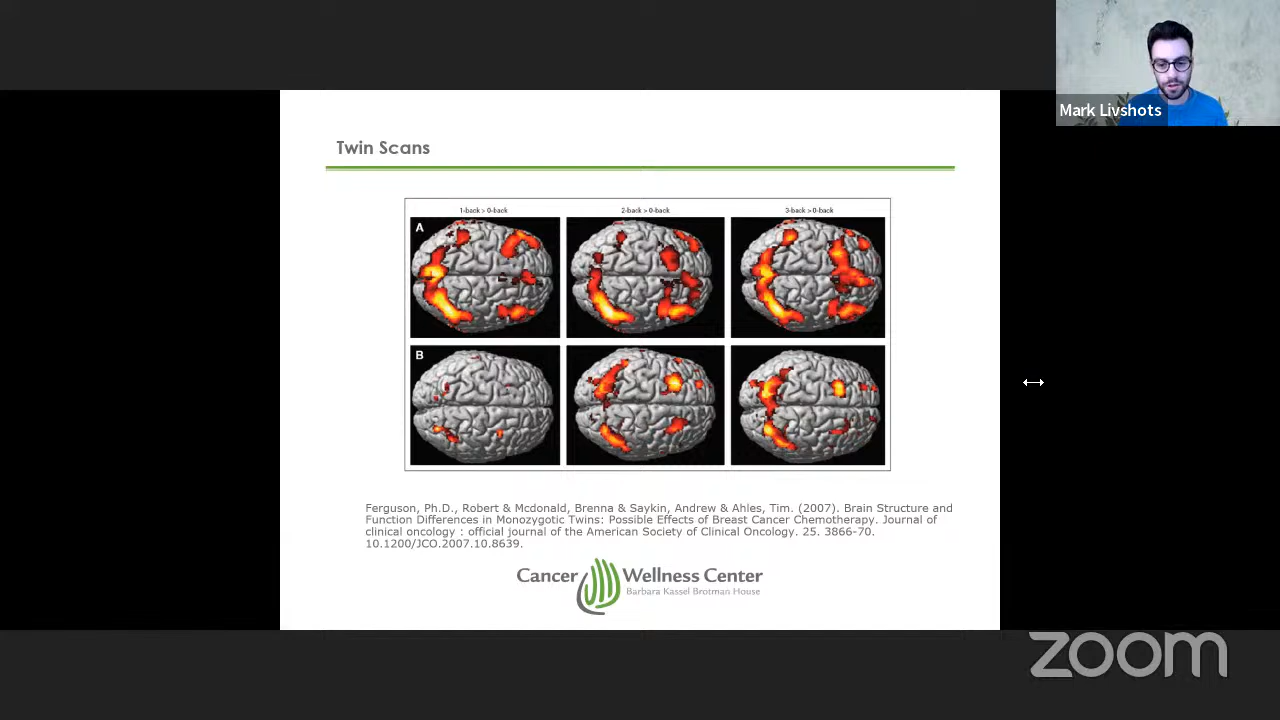 Mark Livshots
Twin Scans
1-back > 0-back
2-back > 0-back
3-back > 0-back
A
B
Ferguson, Ph.D., Robert & Mcdonald, Brenna & Saykin, Andrew & Ahles, Tim. (2007). Brain Structure and
Function Differences in Monozygotic Twins: Possible Effects of Breast Cancer Chemotherapy. Journal of
clinical oncology : official journal of the American Society of Clinical Oncology. 25. 3866-70.
10.1200/JCO.2007.10.8639.
Cancer Wellness Center
Barbara Kassel Brotman House
zoom